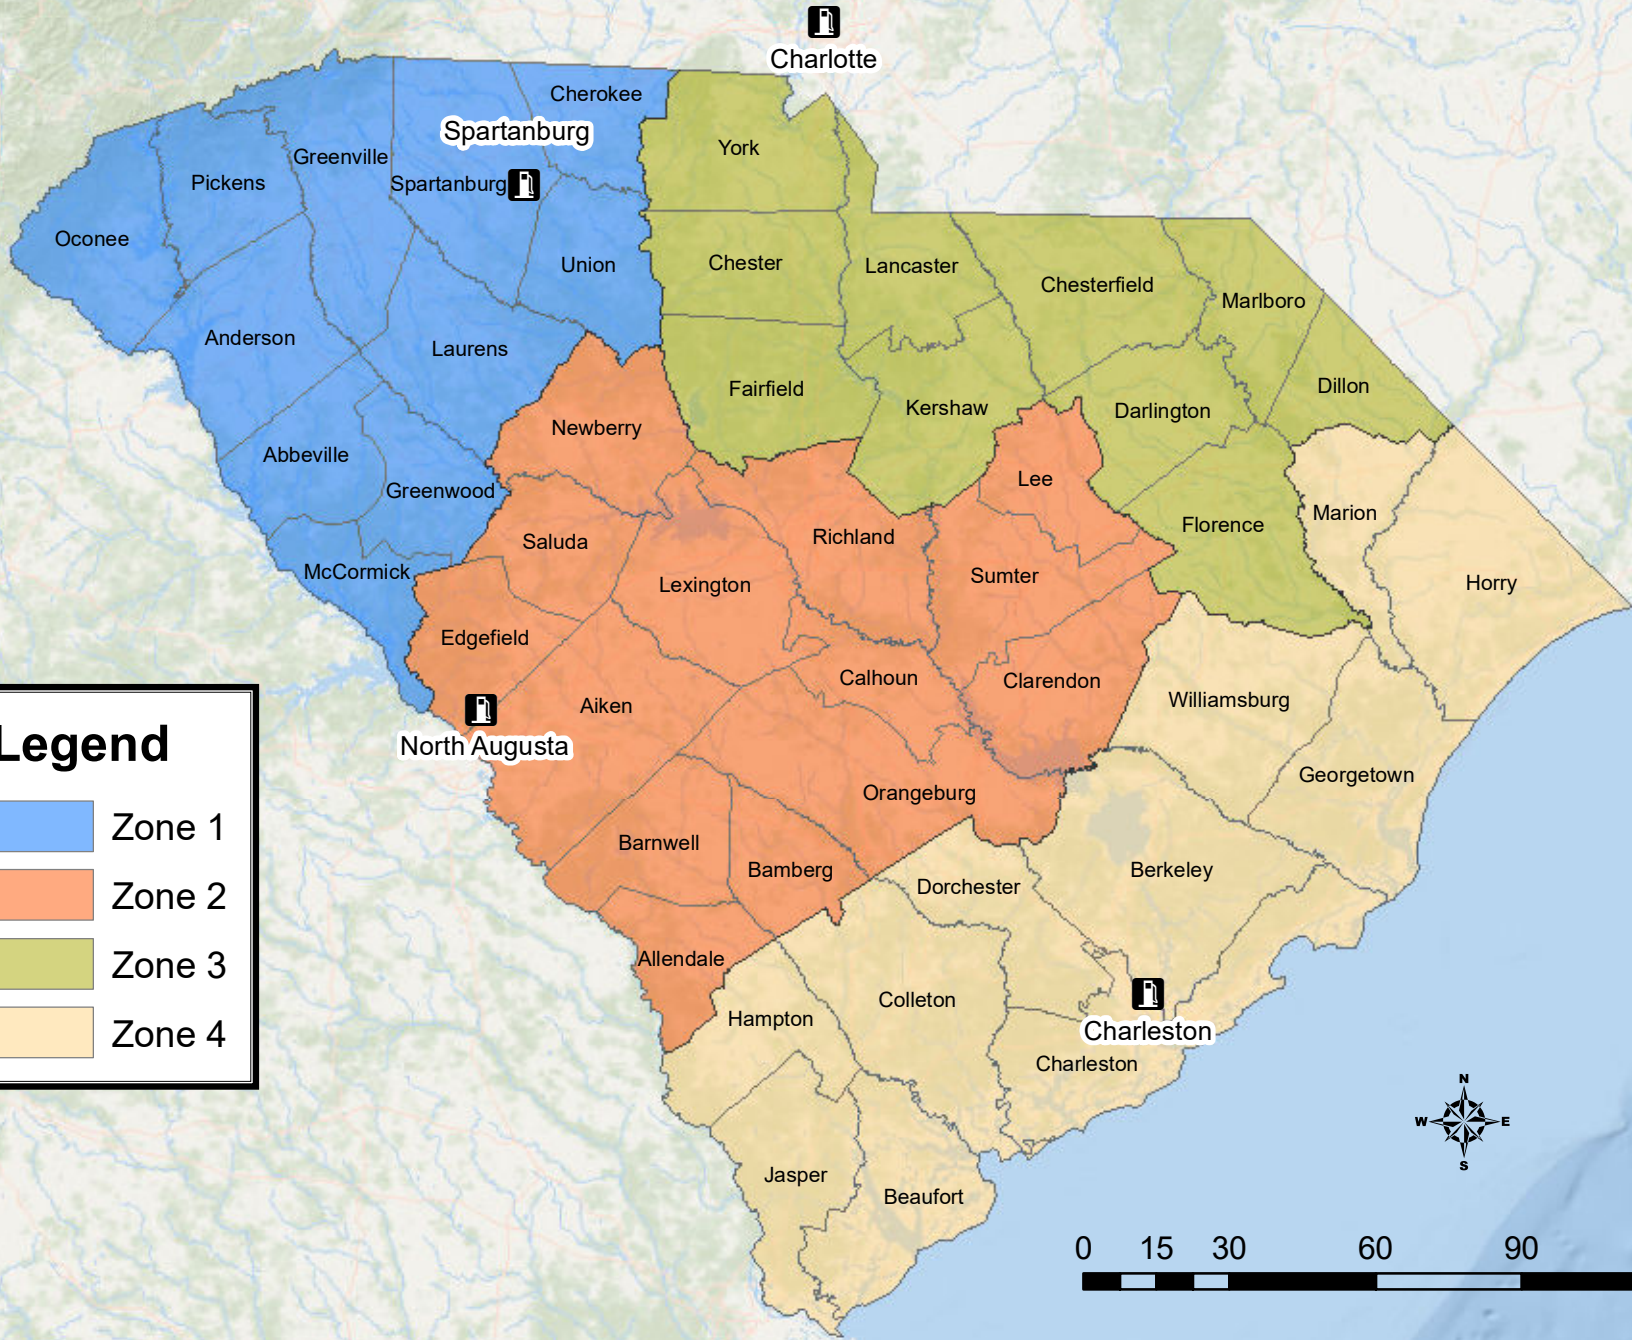 Charlotte
Cherokee
Spartanburg
York
Greenville
Pickens
Spartanburg
Oconee
Union
Chester
Lancaster
Chesterfield
Marlboro
Anderson
Laurens
Fairfield
Kershaw
Dillon
Darlington
Newberry
Abbeville
Greenwood
Lee
Marion
Florence
Saluda
Richland
McCormick
Lexington
Sumter
Horry
Edgefield
Calhoun
Clarendon
Aiken
Williamsburg
North Augusta
Georgetown
Orangeburg
Barnwell
Bamberg
Dorchester
Berkeley
Allendale
Colleton
Hampton
Charleston
Charleston
Jasper
Beaufort
Legend
Zone 1
Zone 2
Zone 3
Zone 4
N
W E
S
0 15 30 60 90